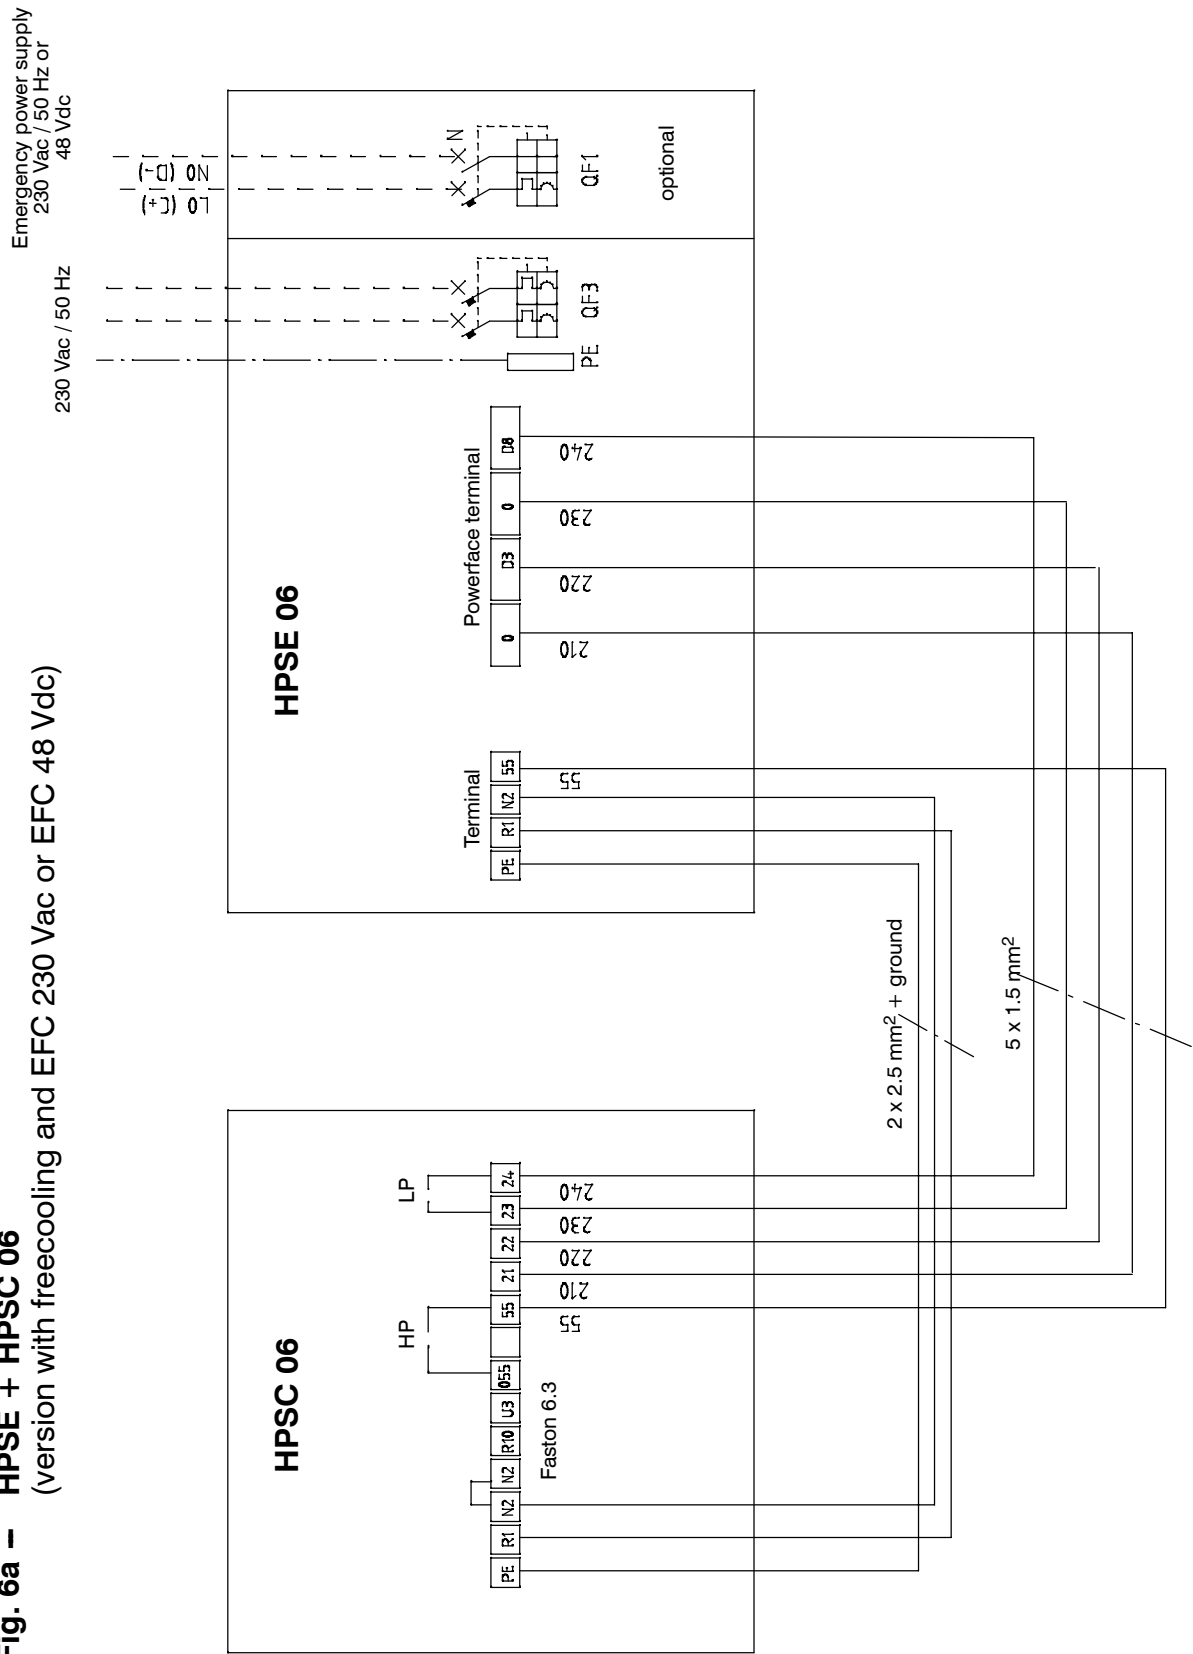 Fig. 6a – HPSE + HPSC 06
(version with freecooling and EFC 230 Vac or EFC 48 Vdc)
Emergency power supply
230 Vac / 50 Hz or
48 Vdc
230 Vac / 50 Hz
L0 (C+)
N0 (D-)
N
QF1
optional
QF3
PE
HPSE 06
Powerface terminal
0
D3
0
D8
210
220
230
240
Terminal
PE
R1
N2
55
55
2 x 2.5 mm2 + ground
5 x 1.5 mm2
HPSC 06
HP
LP
PE
R1
N2
N2
R10
U3
055
55
21
22
23
24
Faston 6.3
55
210
220
230
240